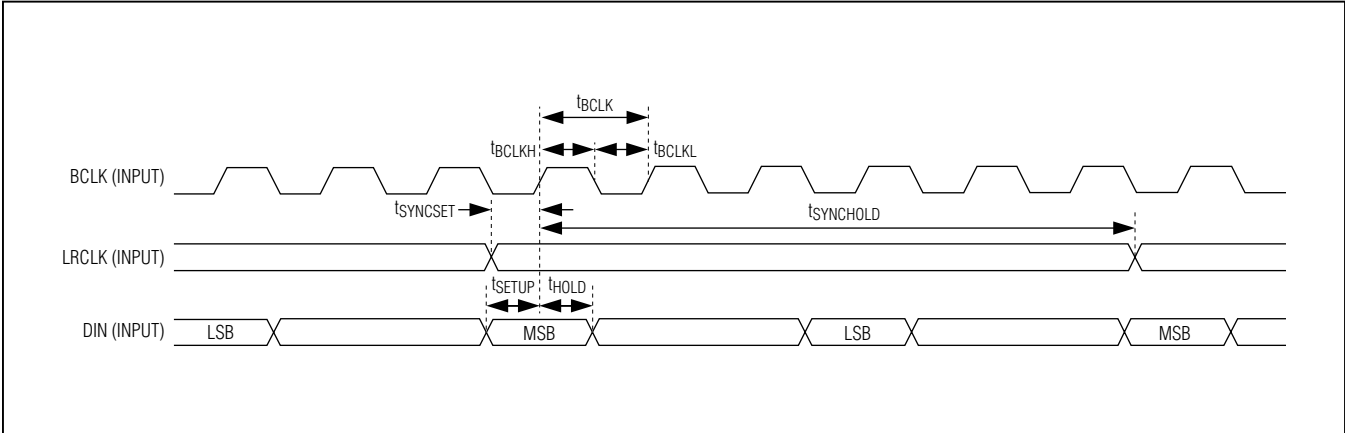 tBCLK
tBCLKH
tBCLKL
BCLK (INPUT)
tSYNCSET
tSYNCHOLD
LRCLK (INPUT)
tSETUP
tHOLD
DIN (INPUT)
LSB
MSB
LSB
MSB